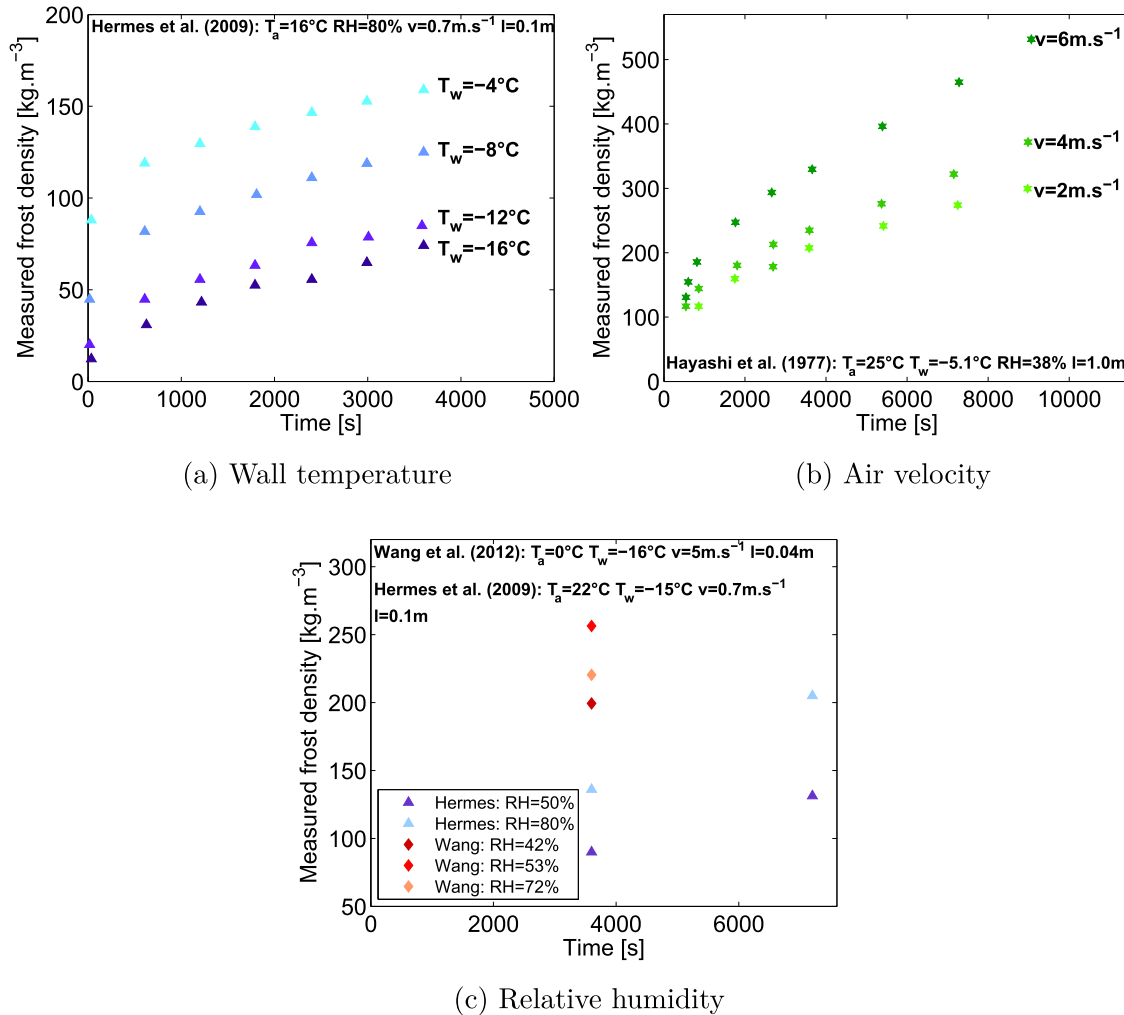 Hermes et al. (2009): Tₐ=16°C RH=80% v=0.7m.s⁻¹ l=0.1m
Measured frost density [kg.m⁻³]
200
150
100
50
0
T_w=−4°C
T_w=−8°C
T_w=−12°C
T_w=−16°C
0 1000 2000 3000 4000 5000
Time [s]
(a) Wall temperature
Measured frost density [kg.m⁻³]
500
400
300
200
100
0
v=6m.s⁻¹
v=4m.s⁻¹
v=2m.s⁻¹
Hayashi et al. (1977): Tₐ=25°C T_w=−5.1°C RH=38% l=1.0m
0 2000 4000 6000 8000 10000
Time [s]
(b) Air velocity
Measured frost density [kg.m⁻³]
300
250
200
150
100
50
Wang et al. (2012): Tₐ=0°C T_w=−16°C v=5m.s⁻¹ l=0.04m
Hermes et al. (2009): Tₐ=22°C T_w=−15°C v=0.7m.s⁻¹
l=0.1m
Hermes: RH=50%
Hermes: RH=80%
Wang: RH=42%
Wang: RH=53%
Wang: RH=72%
0 2000 4000 6000
Time [s]
(c) Relative humidity